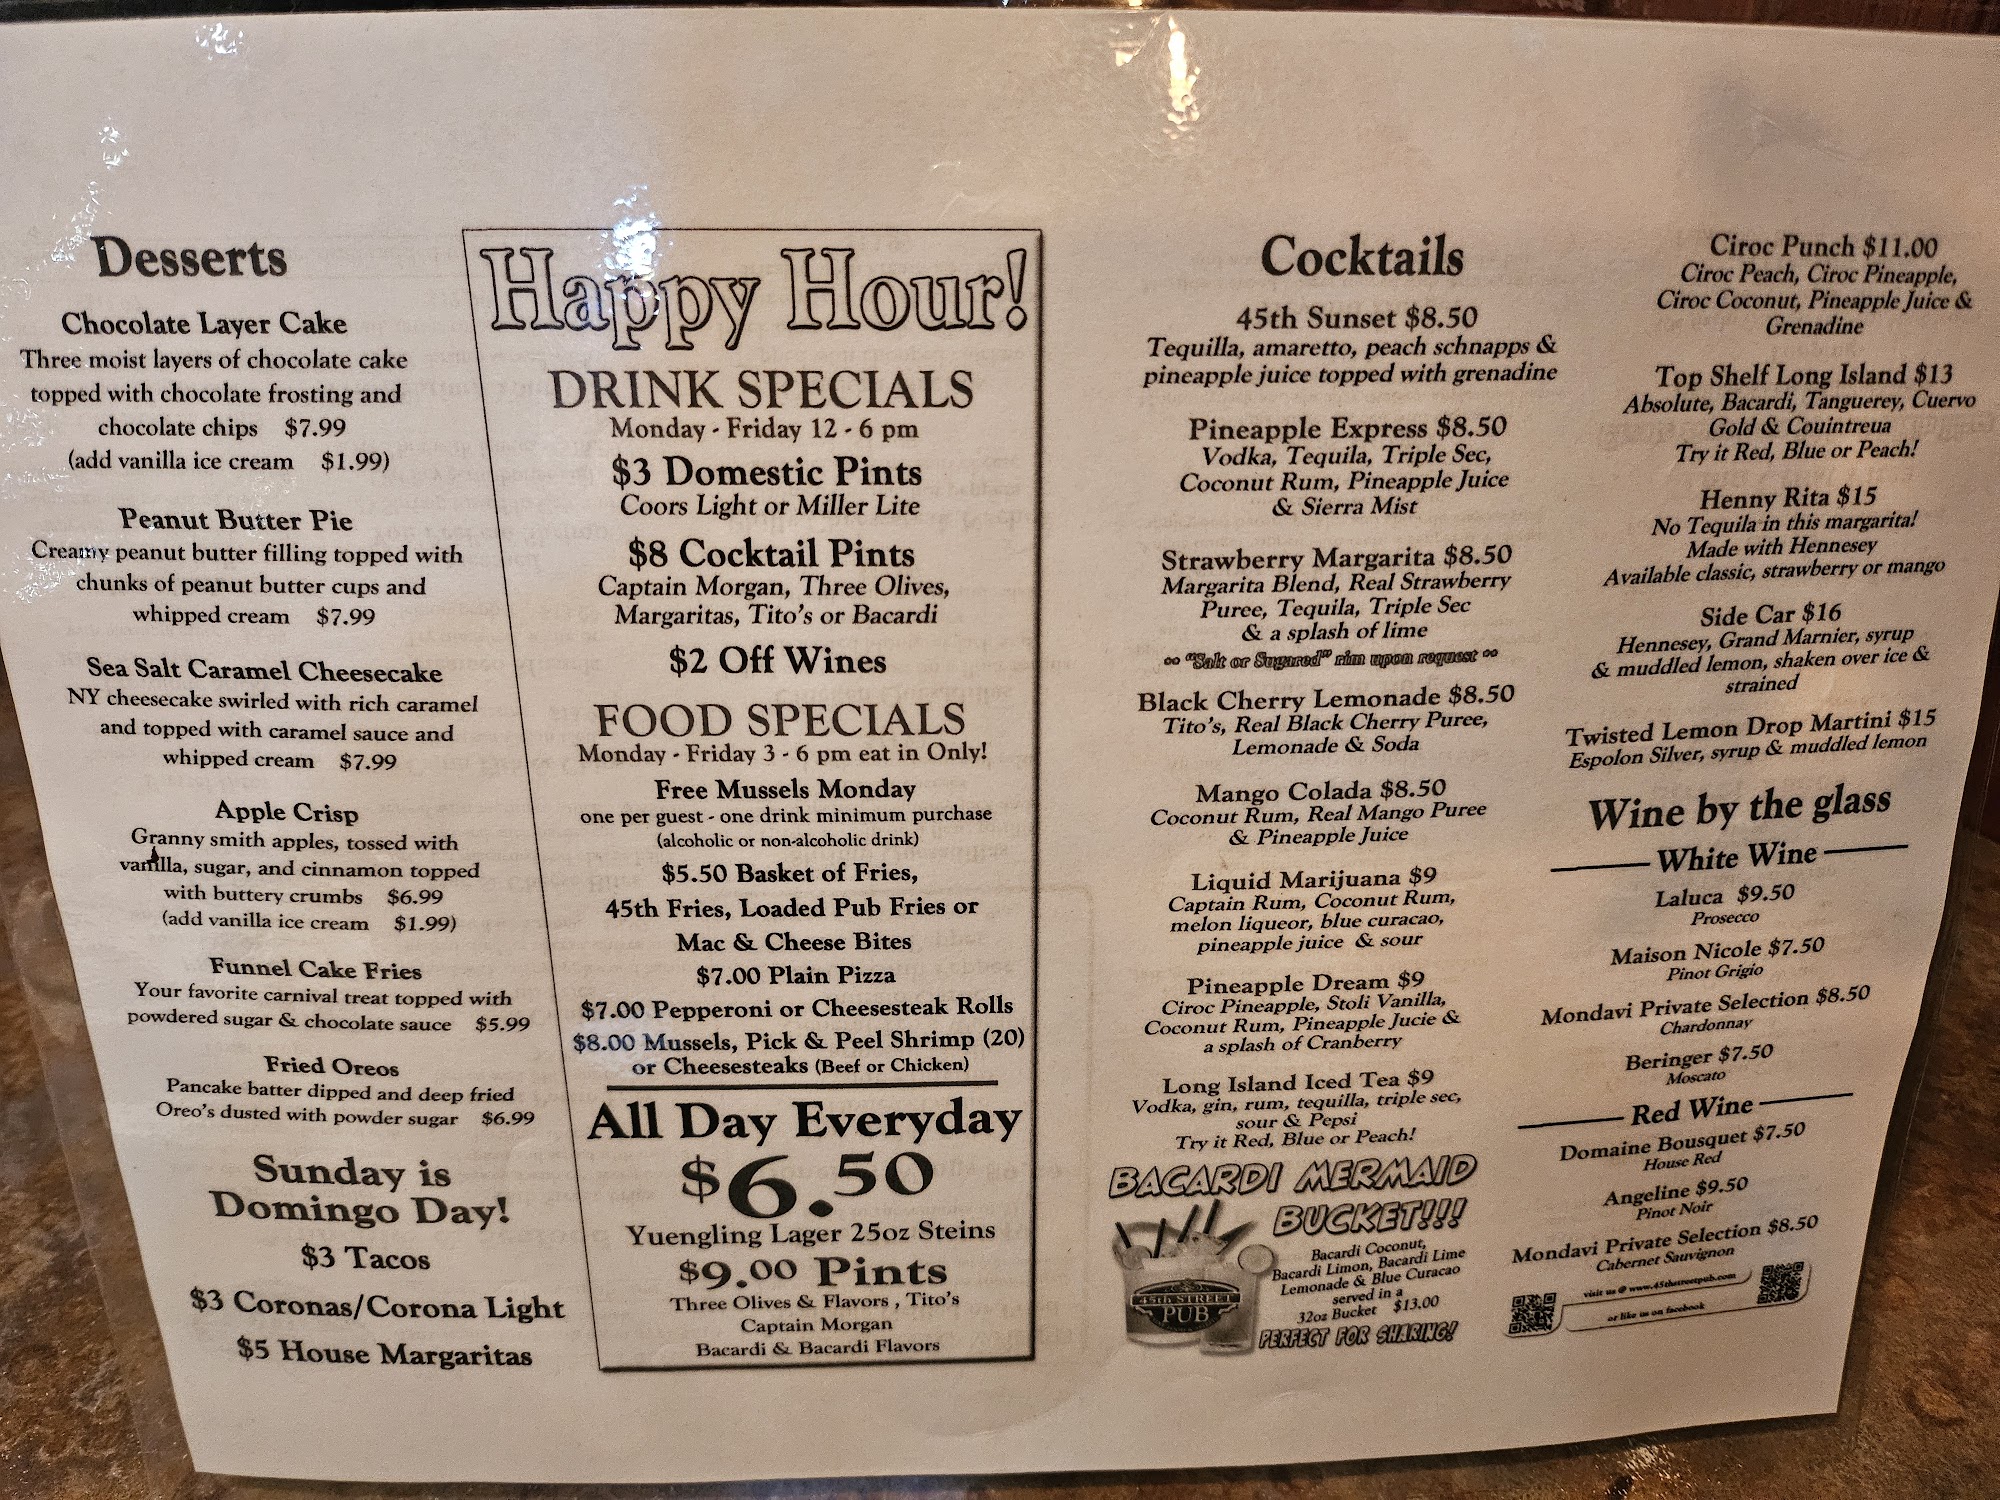 Desserts
Chocolate Layer Cake
Three moist layers of chocolate cake
topped with chocolate frosting and
chocolate chips $7.99
(add vanilla ice cream $1.99)
Peanut Butter Pie
Creamy peanut butter filling topped with
chunks of peanut butter cups and
whipped cream $7.99
Sea Salt Caramel Cheesecake
NY cheesecake swirled with rich caramel
and topped with caramel sauce and
whipped cream $7.99
Apple Crisp
Granny smith apples, tossed with
vanilla, sugar, and cinnamon topped
with buttery crumbs $6.99
(add vanilla ice cream $1.99)
Funnel Cake Fries
Your favorite carnival treat topped with
powdered sugar & chocolate sauce $5.99
Fried Oreos
Pancake batter dipped and deep fried
Oreo's dusted with powder sugar $6.99
Sunday is
Domingo Day!
$3 Tacos
$3 Coronas/Corona Light
$5 House Margaritas
Happy Hour!
DRINK SPECIALS
Monday - Friday 12 - 6 pm
$3 Domestic Pints
Coors Light or Miller Lite
$8 Cocktail Pints
Captain Morgan, Three Olives,
Margaritas, Tito's or Bacardi
$2 Off Wines
FOOD SPECIALS
Monday - Friday 3 - 6 pm eat in Only!
Free Mussels Monday
one per guest - one drink minimum purchase
(alcoholic or non-alcoholic drink)
$5.50 Basket of Fries,
45th Fries, Loaded Pub Fries or
Mac & Cheese Bites
$7.00 Plain Pizza
$7.00 Pepperoni or Cheesesteak Rolls
$8.00 Mussels, Pick & Peel Shrimp (20)
or Cheesesteaks (Beef or Chicken)
All Day Everyday
$6.50
Yuengling Lager 25oz Steins
$9.00 Pints
Three Olives & Flavors , Tito's
Captain Morgan
Bacardi & Bacardi Flavors
Cocktails
45th Sunset $8.50
Tequilla, amaretto, peach schnapps &
pineapple juice topped with grenadine
Pineapple Express $8.50
Vodka, Tequila, Triple Sec,
Coconut Rum, Pineapple Juice
& Sierra Mist
Strawberry Margarita $8.50
Margarita Blend, Real Strawberry
Puree, Tequila, Triple Sec
& a splash of lime
"Salt or Sugared" rim upon request
Black Cherry Lemonade $8.50
Tito's, Real Black Cherry Puree,
Lemonade & Soda
Mango Colada $8.50
Coconut Rum, Real Mango Puree
& Pineapple Juice
Liquid Marijuana $9
Captain Rum, Coconut Rum,
melon liqueur, blue curacao,
pineapple juice & sour
Pineapple Dream $9
Ciroc Pineapple, Stoli Vanilla,
Coconut Rum, Pineapple Jucie &
a splash of Cranberry
Long Island Iced Tea $9
Vodka, gin, rum, tequilla, triple sec,
sour & Pepsi
Try it Red, Blue or Peach!
BACARDI MERMAID
BUCKET!!!
Bacardi Coconut,
Bacardi Limon, Bacardi Lime
Lemonade & Blue Curacao
served in a
32oz Bucket $13.00
PERFECT FOR SHARING!
45th STREET
PUB
Ciroc Punch $11.00
Ciroc Peach, Ciroc Pineapple,
Ciroc Coconut, Pineapple Juice &
Grenadine
Top Shelf Long Island $13
Absolute, Bacardi, Tanguerey, Cuervo
Gold & Couintreua
Try it Red, Blue or Peach!
Henny Rita $15
No Tequila in this margarita!
Made with Hennesey
Available classic, strawberry or mango
Side Car $16
Hennesey, Grand Marnier, syrup
& muddled lemon, shaken over ice &
strained
Twisted Lemon Drop Martini $15
Espolon Silver, syrup & muddled lemon
Wine by the glass
White Wine
Laluca $9.50
Prosecco
Maison Nicole $7.50
Pinot Grigio
Mondavi Private Selection $8.50
Chardonnay
Beringer $7.50
Moscato
Red Wine
Domaine Bousquet $7.50
House Red
Angeline $9.50
Pinot Noir
Mondavi Private Selection $8.50
Cabernet Sauvignon
visit us @ www.45thstreetpub.com
or like us on facebook